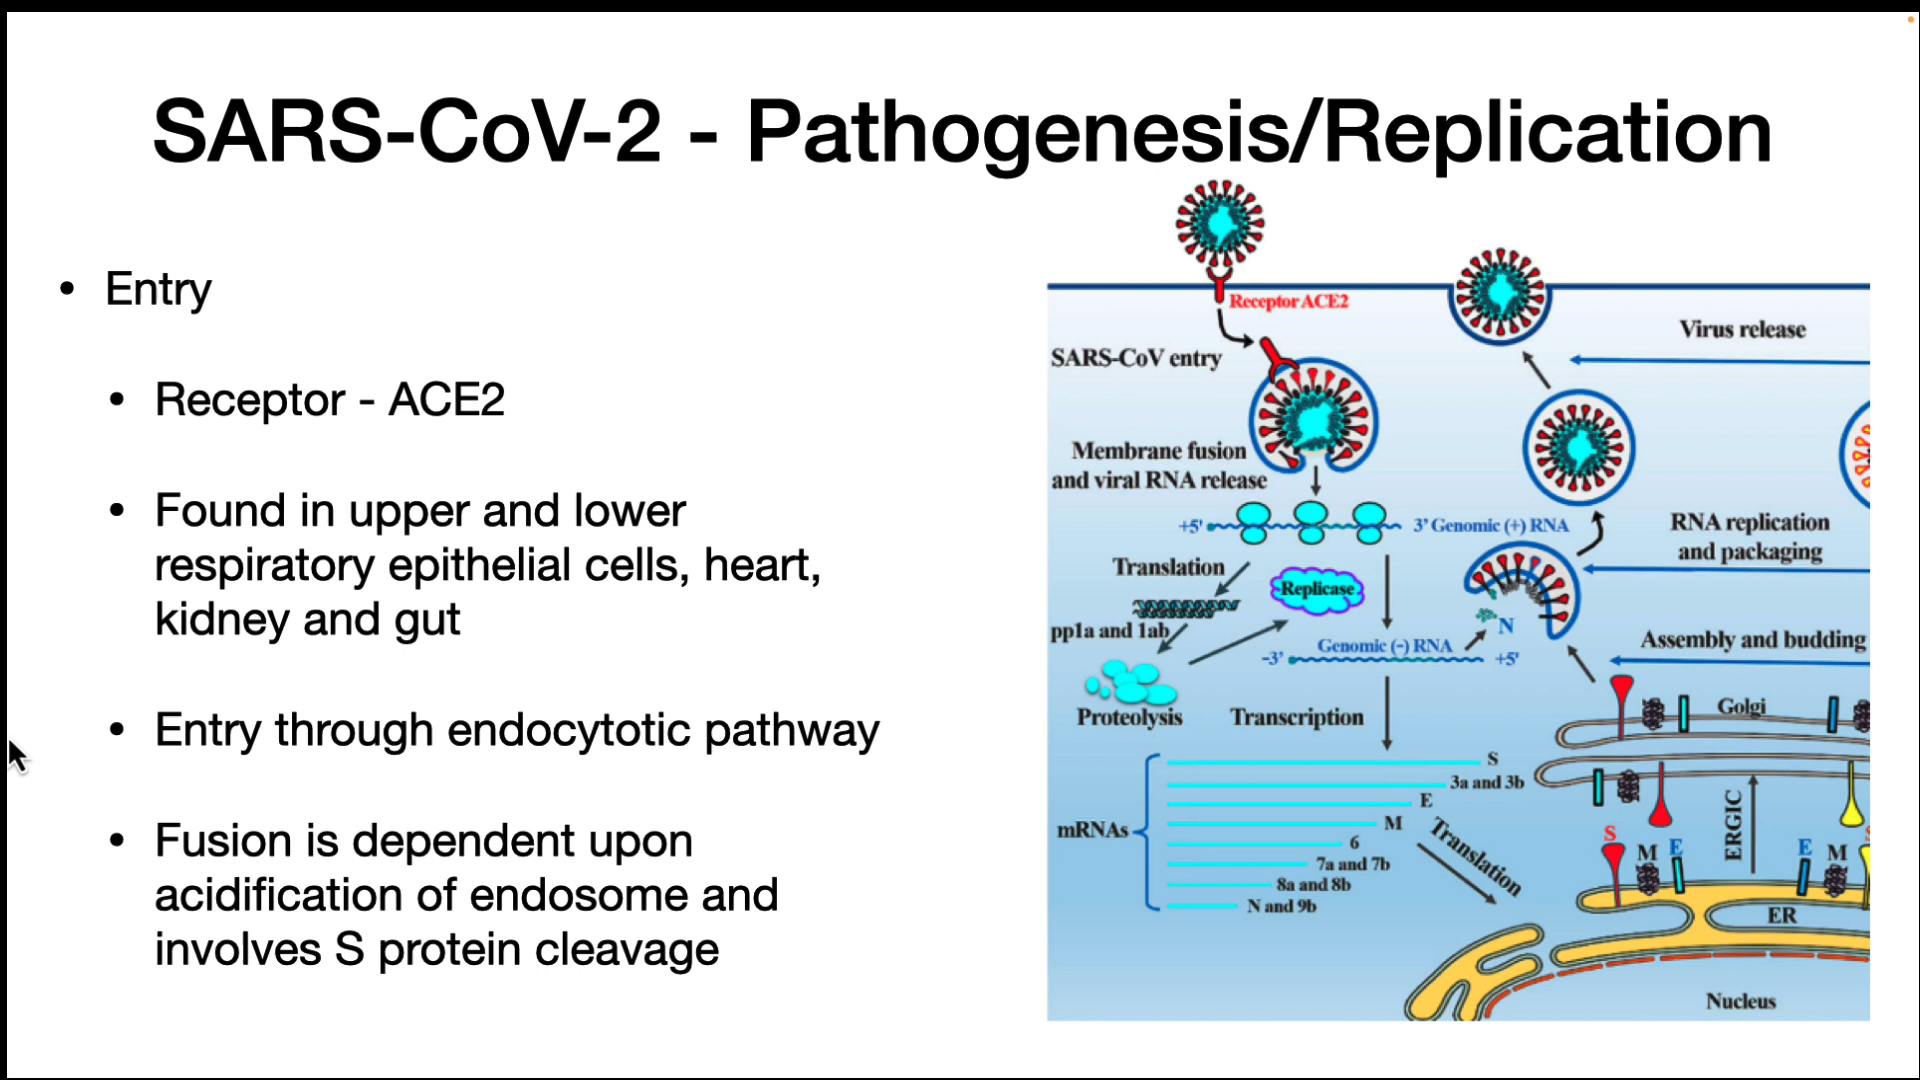 SARS-CoV-2 - Pathogenesis/Replication
• Entry
• Receptor - ACE2
• Found in upper and lower
respiratory epithelial cells, heart,
kidney and gut
• Entry through endocytotic pathway
• Fusion is dependent upon
acidification of endosome and
involves S protein cleavage
Receptor ACE2
SARS-CoV entry
Membrane fusion
and viral RNA release
+5'
3' Genomic (+) RNA
Translation
Replicase
pp1a and 1ab
Genomic (-) RNA
-3'
+5'
Proteolysis
Transcription
mRNAs
S
3a and 3b
E
M
6
7a and 7b
8a and 8b
N and 9b
Translation
Virus release
RNA replication
and packaging
N
Assembly and budding
Golgi
ERGIC
S
M
E
E
M
S
ER
Nucleus